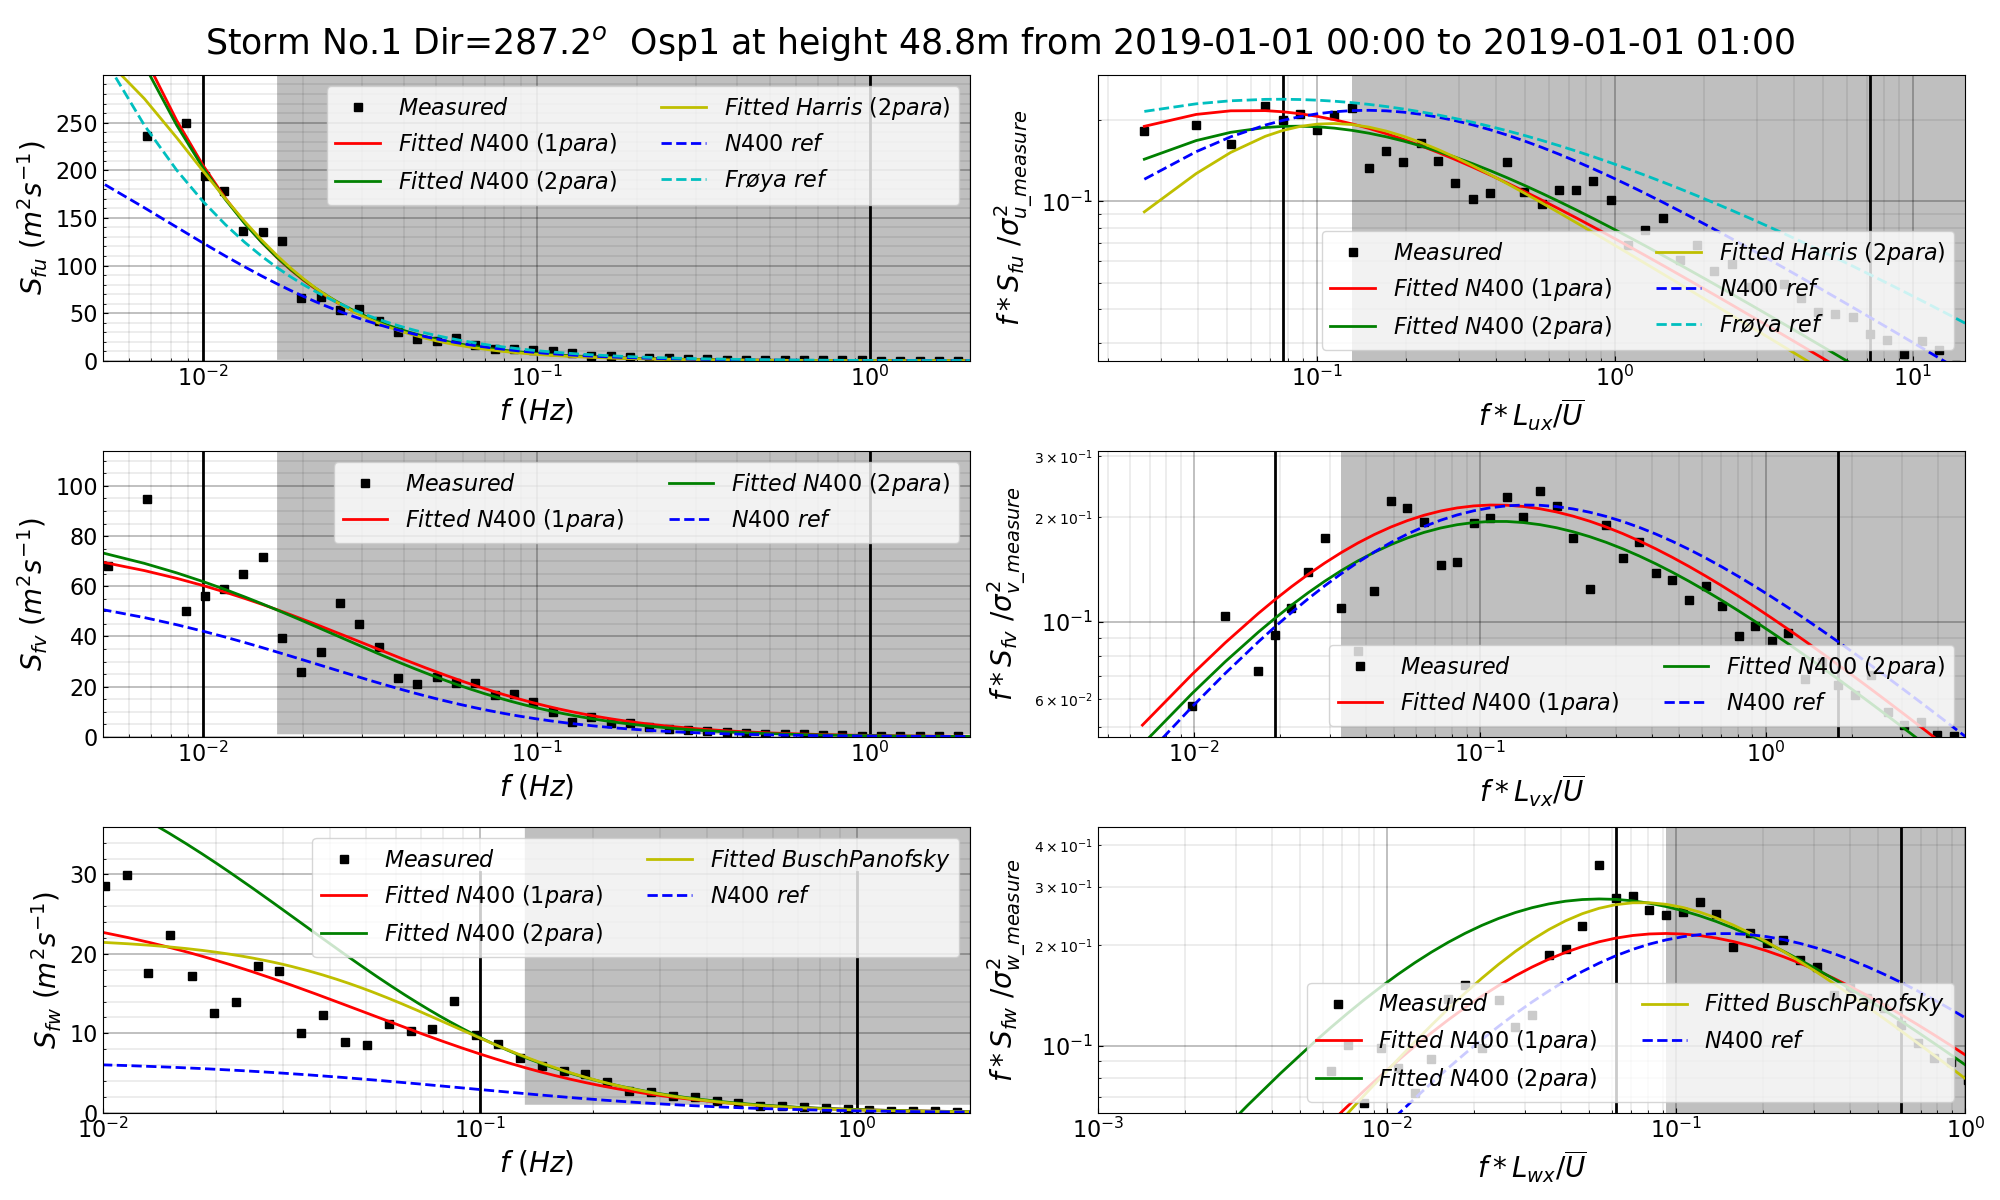 Storm No.1 Dir=287.2° Osp1 at height 48.8m from 2019-01-01 00:00 to 2019-01-01 01:00
S_fu (m²s⁻¹)
250
200
150
100
50
0
10⁻² 10⁻¹ 10⁰
f (Hz)
Measured
Fitted N400 (1para)
Fitted N400 (2para)
Fitted Harris (2para)
N400 ref
Frøya ref
f * S_fu /σ²_u_measure
10⁻¹
10⁻¹ 10⁰ 10¹
f * L_ux/U̅
Measured
Fitted N400 (1para)
Fitted N400 (2para)
Fitted Harris (2para)
N400 ref
Frøya ref
S_fv (m²s⁻¹)
100
80
60
40
20
0
10⁻² 10⁻¹ 10⁰
f (Hz)
Measured
Fitted N400 (1para)
Fitted N400 (2para)
N400 ref
f * S_fv /σ²_v_measure
3 × 10⁻¹
2 × 10⁻¹
10⁻¹
6 × 10⁻²
10⁻² 10⁻¹ 10⁰
f * L_vx/U̅
Measured
Fitted N400 (1para)
Fitted N400 (2para)
N400 ref
S_fw (m²s⁻¹)
30
20
10
0
10⁻² 10⁻¹ 10⁰
f (Hz)
Measured
Fitted N400 (1para)
Fitted N400 (2para)
Fitted BuschPanofsky
N400 ref
f * S_fw /σ²_w_measure
4 × 10⁻¹
3 × 10⁻¹
2 × 10⁻¹
10⁻¹
10⁻³ 10⁻² 10⁻¹ 10⁰
f * L_wx/U̅
Measured
Fitted N400 (1para)
Fitted N400 (2para)
Fitted BuschPanofsky
N400 ref